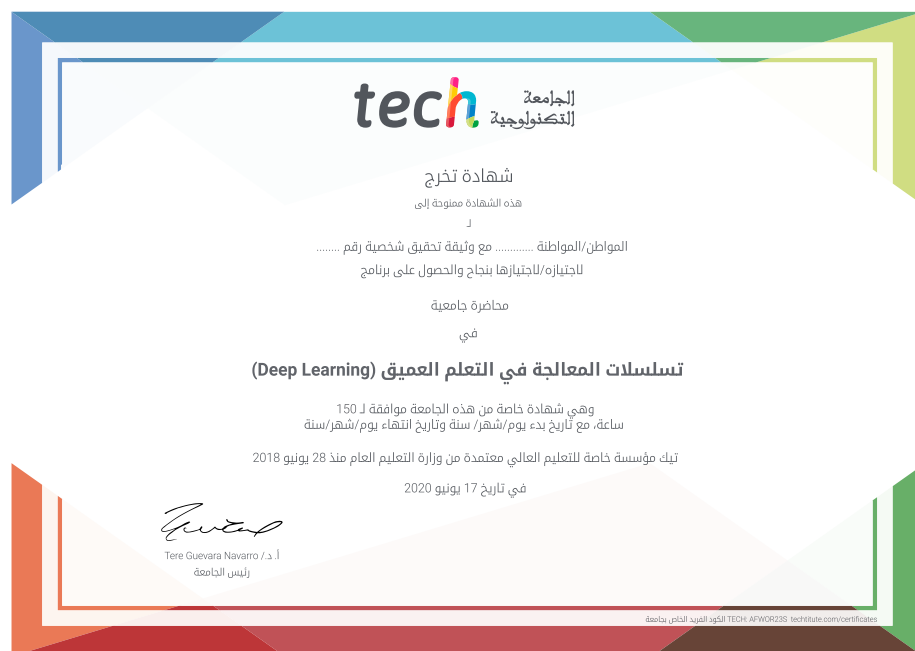 tech الجامعة
التكنولوجية
شهادة تخرج
هذه الشهادة ممنوحة إلى
لـ
المواطن/المواطنة ............ مع وثيقة تحقيق شخصية رقم ........
لاجتيازه/لاجتيازها بنجاح والحصول على برنامج
محاضرة جامعية
في
تسلسلات المعالجة في التعلم العميق (Deep Learning)
وهي شهادة خاصة من هذه الجامعة موافقة لـ 150
ساعة، مع تاريخ بدء يوم/شهر/ سنة وتاريخ انتهاء يوم/شهر/سنة
تيك مؤسسة خاصة للتعليم العالي معتمدة من وزارة التعليم العام منذ 28 يونيو 2018
في تاريخ 17 يونيو 2020
أ. د./ Tere Guevara Navarro
رئيس الجامعة
الكود الفريد الخاص بجامعة TECH: AFWOR23S techtitute.com/certificates